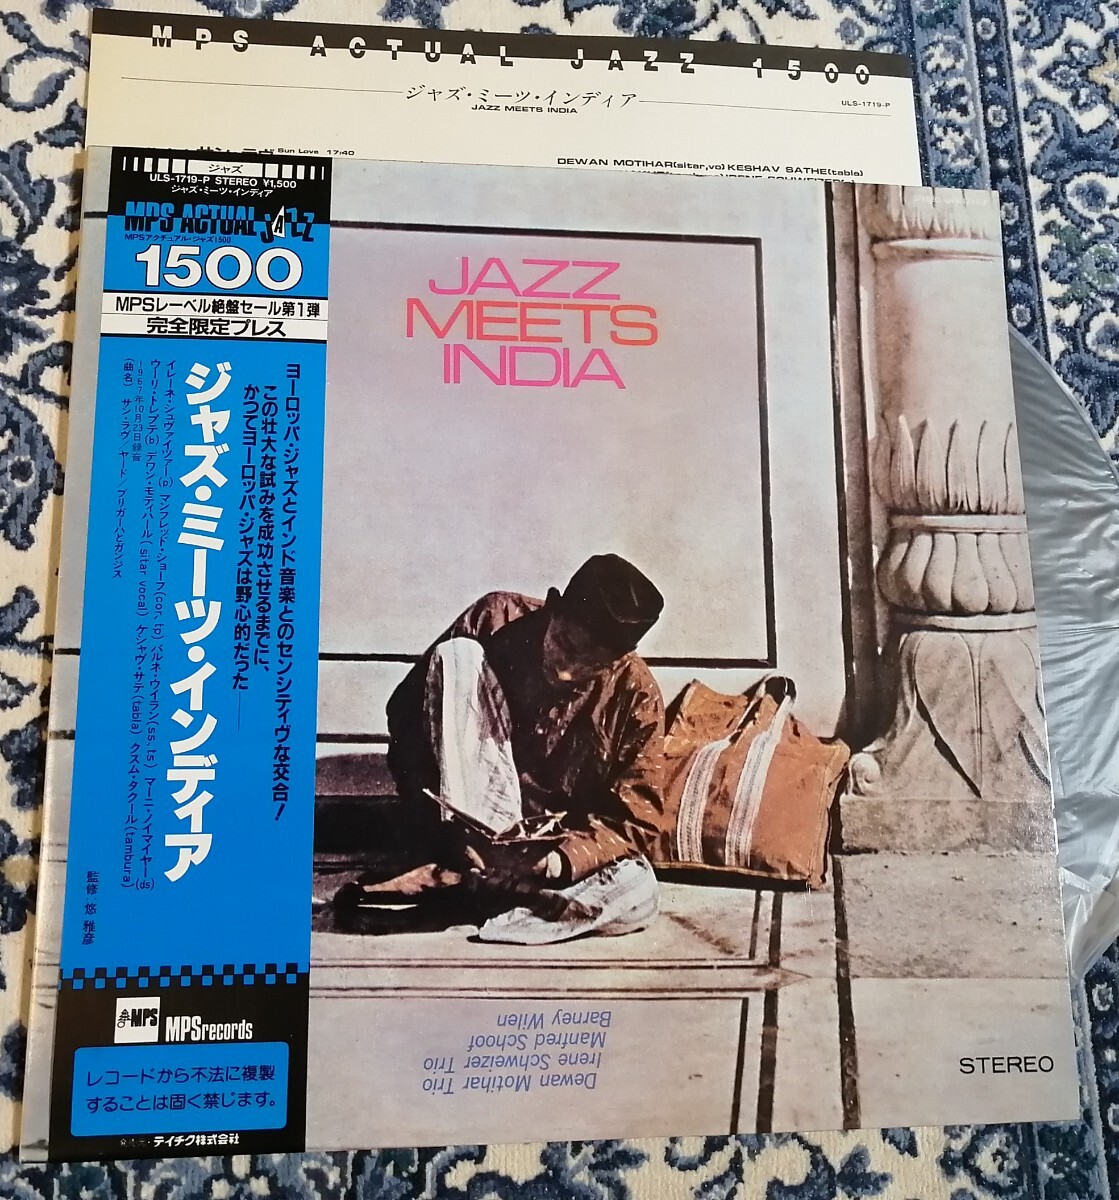 MPS ACTUAL JAZZ 1500
ジャズ・ミーツ・インディア
JAZZ MEETS INDIA
ULS-1719-P
Sun Love 17:40
DEWAN MOTIHAR(sitar,vo) KESHAV SATHE(tabla)
ジャズ
ULS-1719-P STEREO ¥1,500
ジャズ・ミーツ・インディア
MPS ACTUAL JAZZ
MPSアクチュアル・ジャズ1500
1500
MPSレーベル絶盤セール第1弾
完全限定プレス
ヨーロッパ・ジャズとインド音楽とのセンシティヴな交合!
この壮大な試みを成功させるまでに、
かつてヨーロッパ・ジャズは野心的だった——
ジャズ・ミーツ・インディア
イレーネ・シュヴァイツァー(p) マンフレッド・ショーフ(cor, tp) バルネ・ウィラン(ss, ts) マーニ・ノイマイヤー(ds)
ウーリ・トレプテ(b) デワン・モティハール(sitar vocal) ケシャヴ・サテ(tabla) クスム・タクール(tambura)
1967年10月23日録音
(曲名) サン・ラヴ/ヤード/ブリガーハとガンジス
監修:悠 雅彦
MPS
MPSrecords
レコードから不法に複製
することは固く禁じます。
テイチク株式会社
JAZZ
MEETS
INDIA
Dewan Motihar Trio
Irene Schweizer Trio
Manfred Schoof
Barney Wilen
STEREO